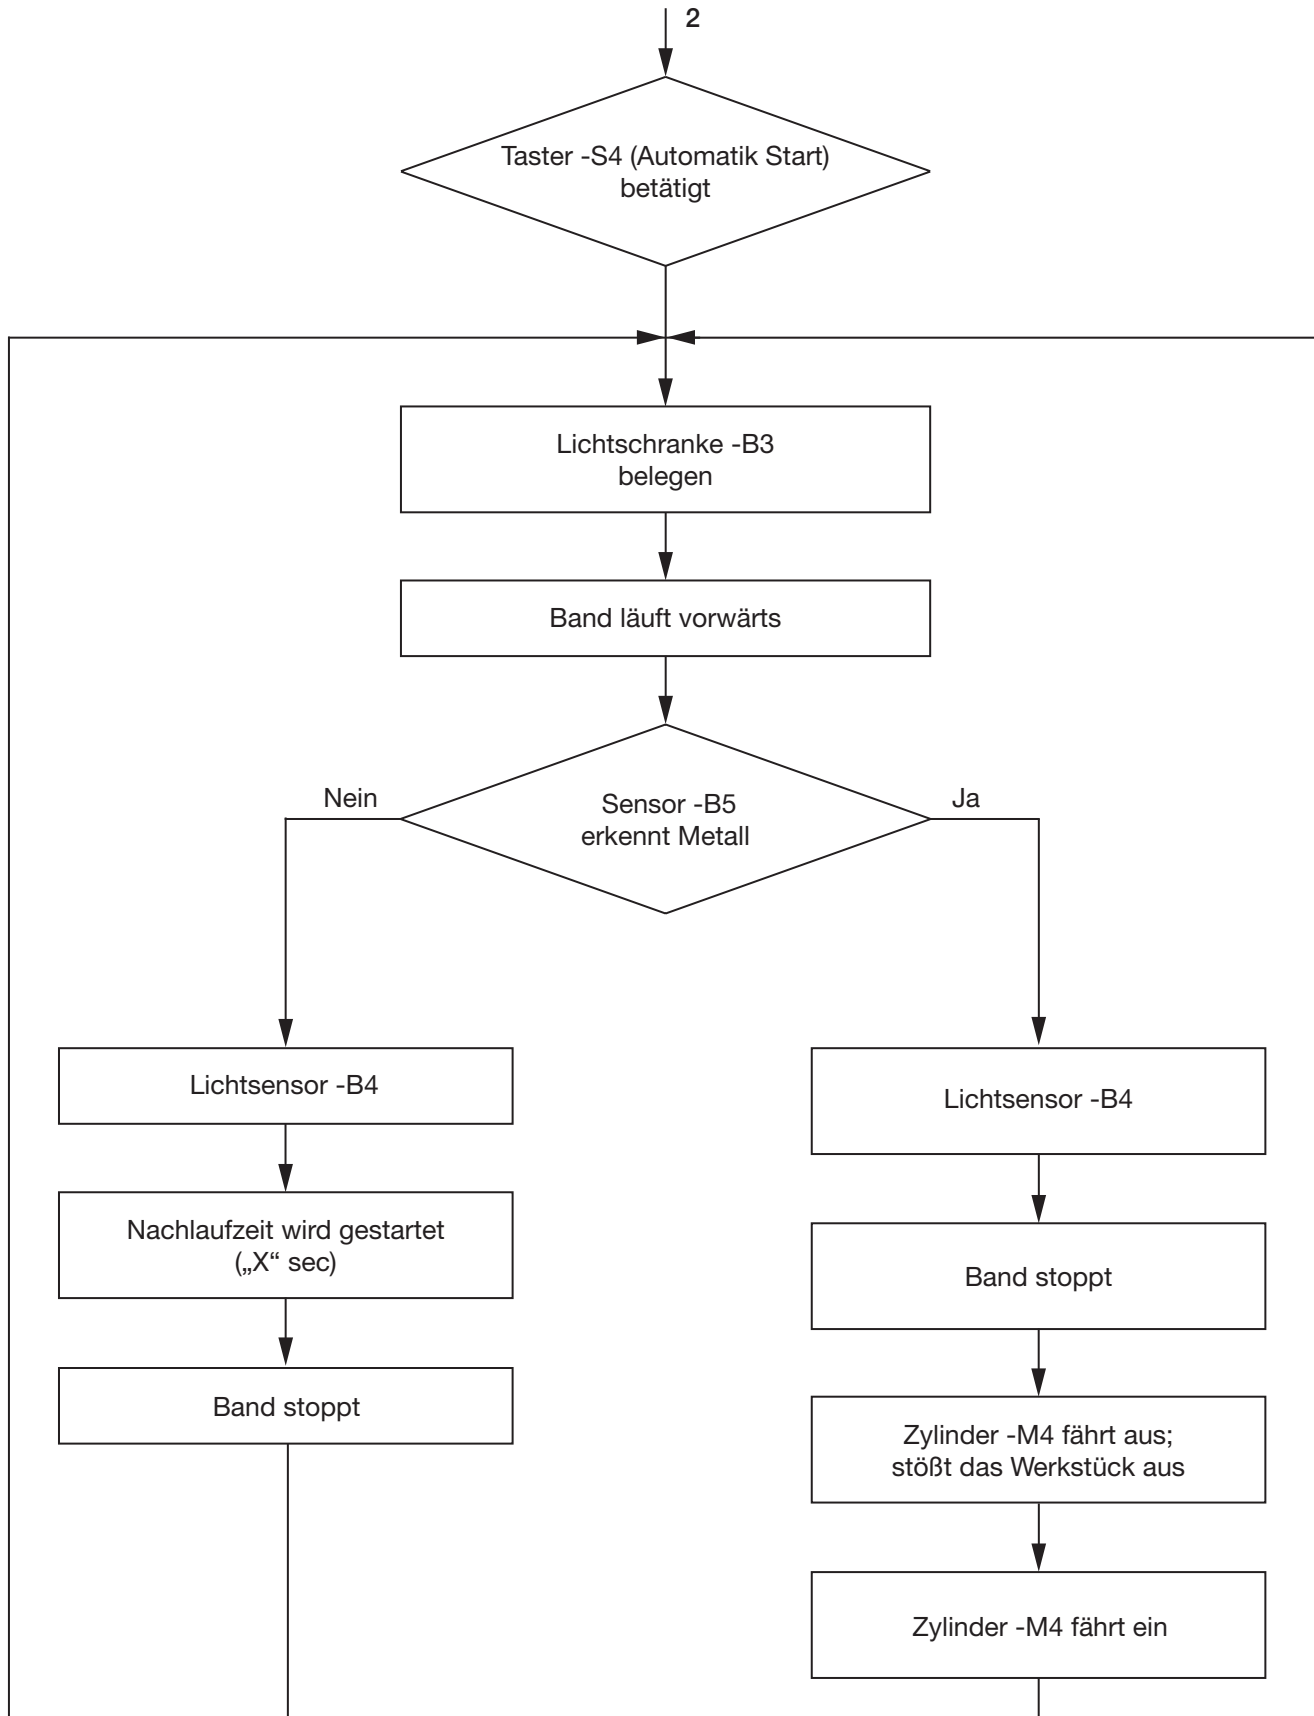 2
Taster -S4 (Automatik Start)
betätigt
Lichtschranke -B3
belegen
Band läuft vorwärts
Nein
Sensor -B5
erkennt Metall
Ja
Lichtsensor -B4
Nachlaufzeit wird gestartet
(„X“ sec)
Band stoppt
Lichtsensor -B4
Band stoppt
Zylinder -M4 fährt aus;
stößt das Werkstück aus
Zylinder -M4 fährt ein